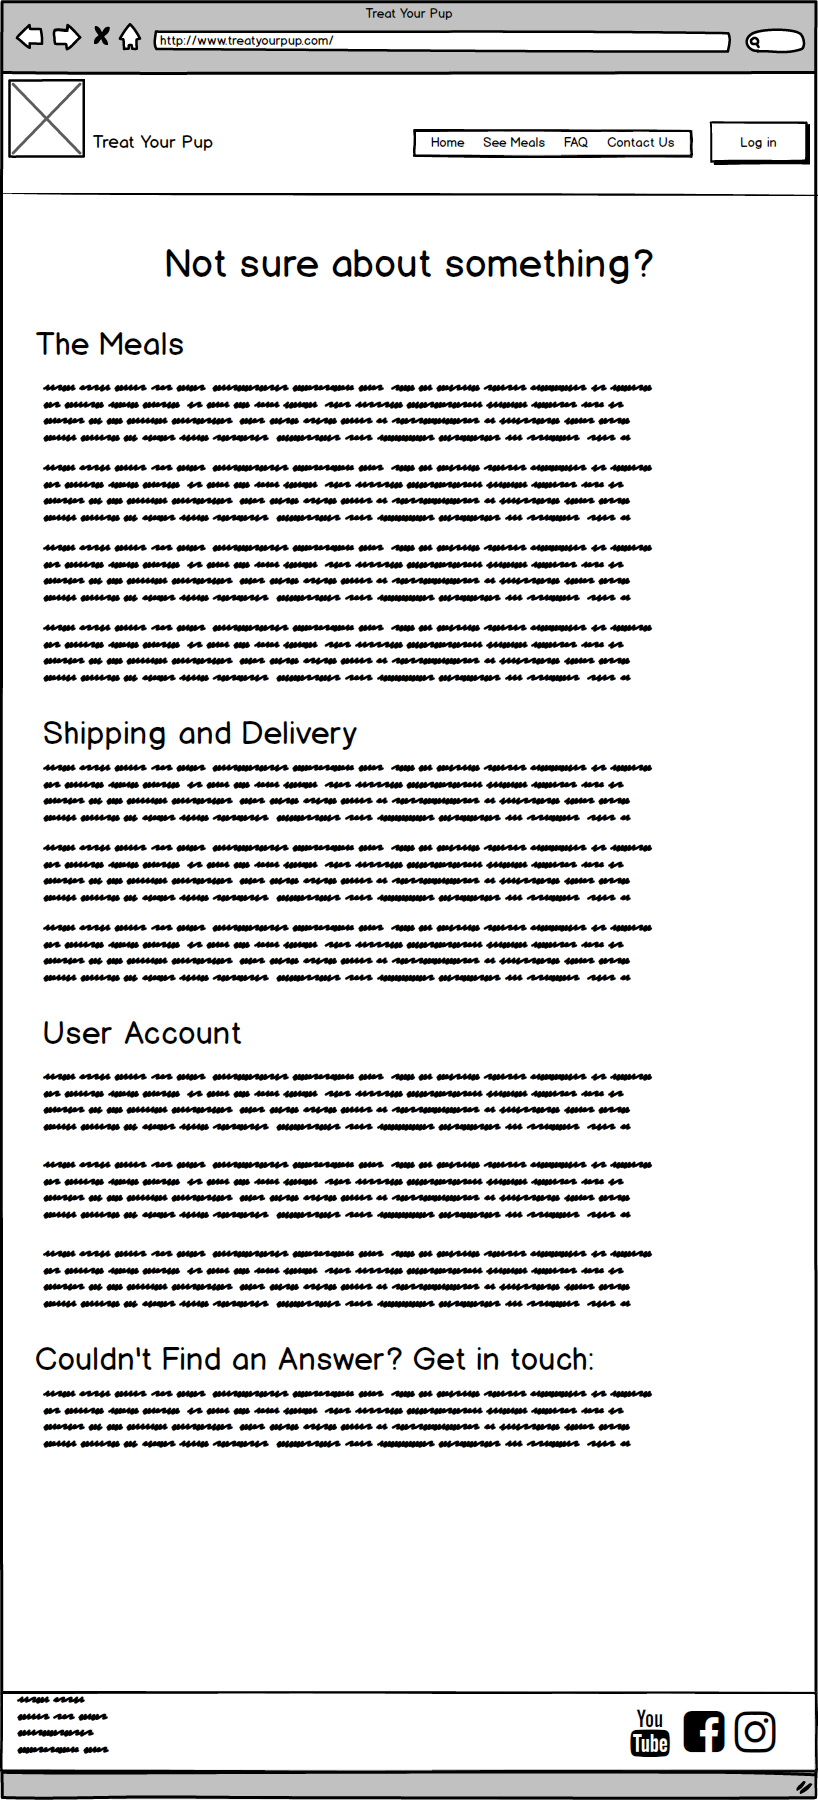 Treat Your Pup
http://www.treatyourpup.com/
Treat Your Pup
Home See Meals FAQ Contact Us
Log in
Not sure about something?
The Meals
Shipping and Delivery
User Account
Couldn't Find an Answer? Get in touch:
You
Tube